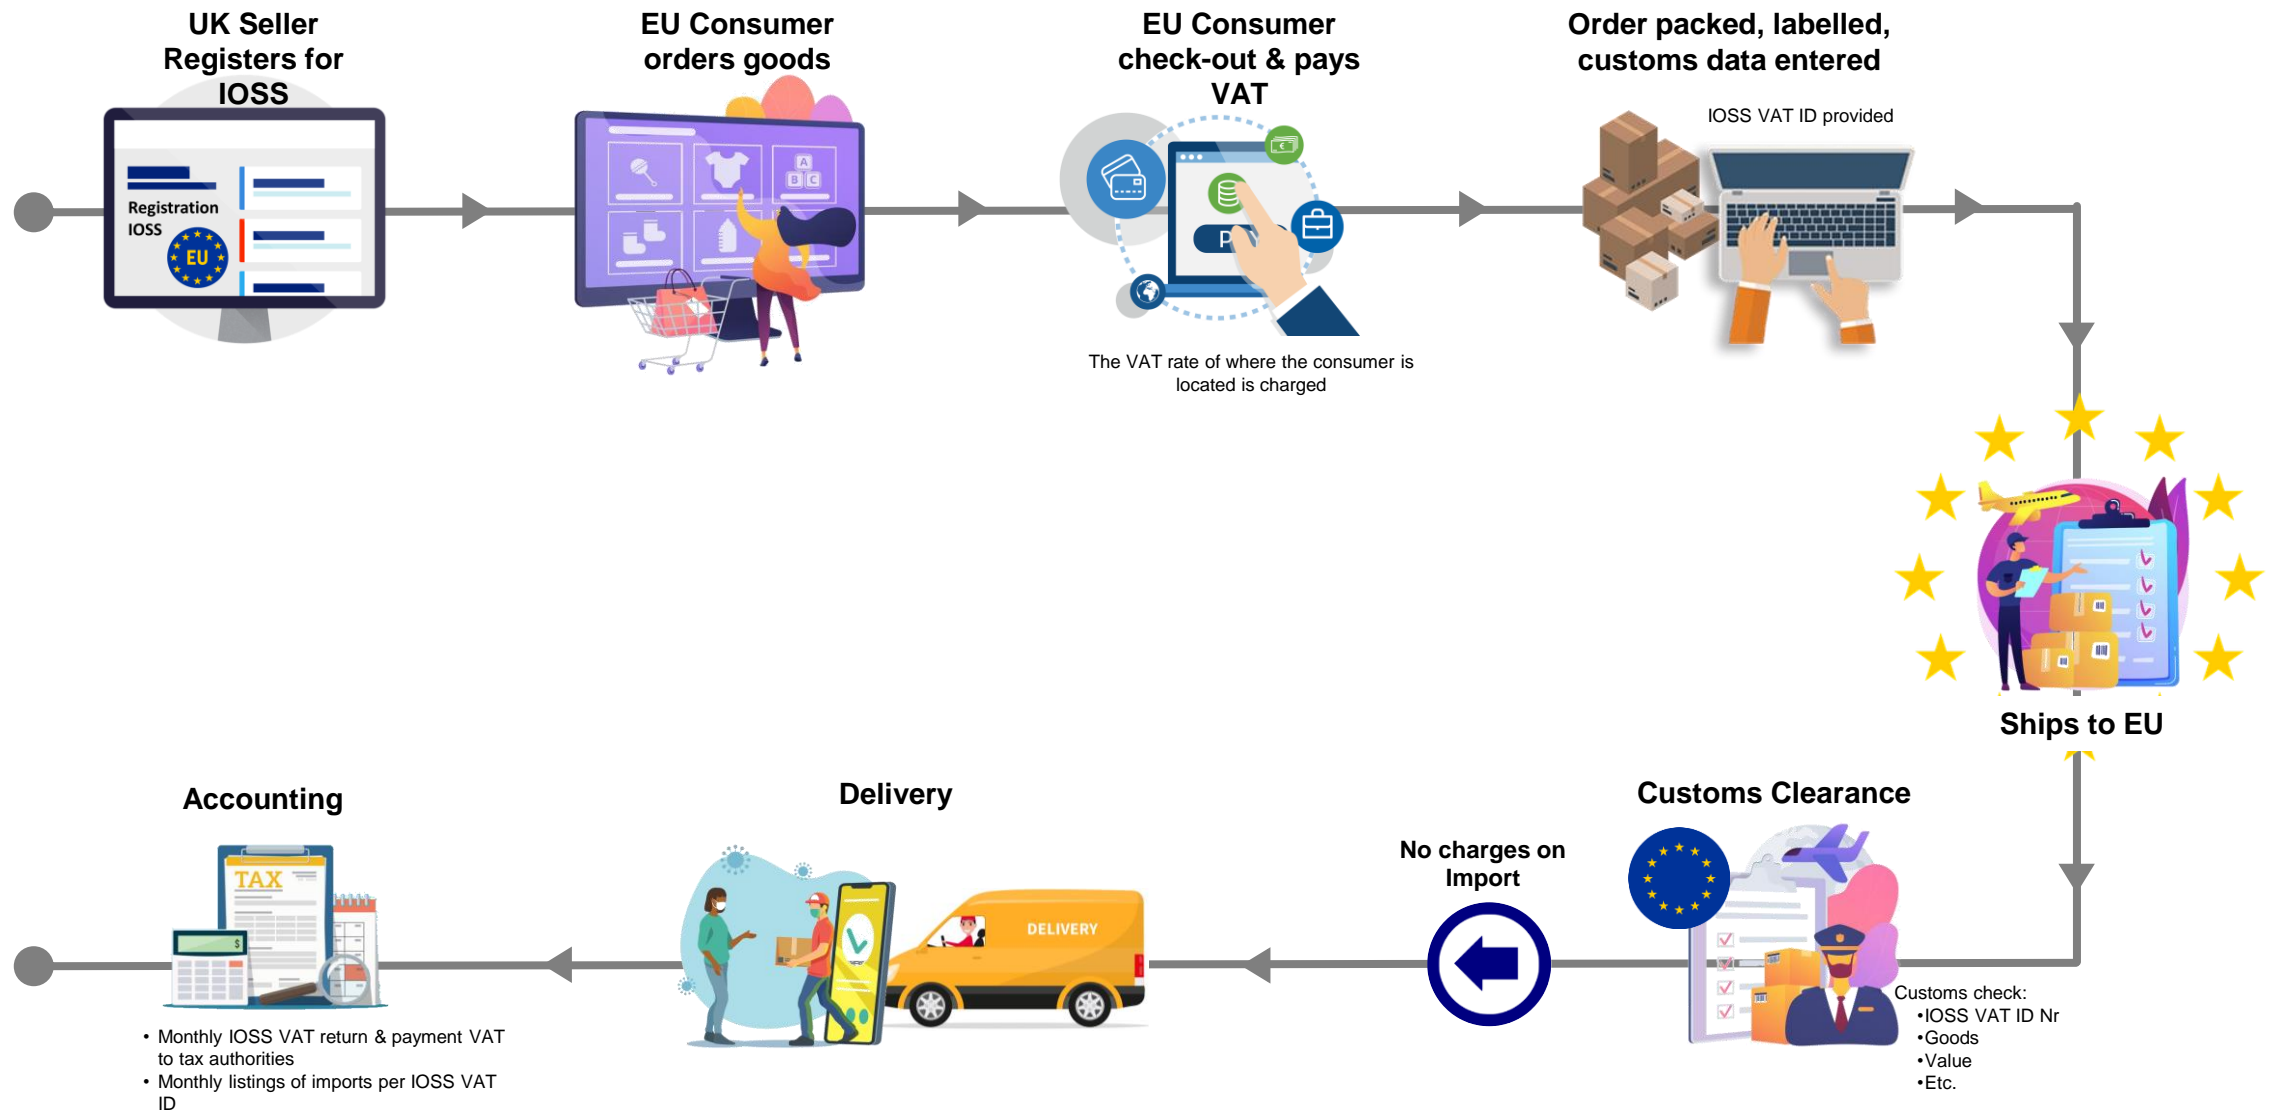 UK Seller
Registers for
IOSS
EU Consumer
orders goods
EU Consumer
check-out & pays
VAT
Order packed, labelled,
customs data entered
IOSS VAT ID provided
Registration
IOSS
EU
A
B C
P
€
The VAT rate of where the consumer is
located is charged
Ships to EU
Customs Clearance
Customs check:
•IOSS VAT ID Nr
•Goods
•Value
•Etc.
No charges on
Import
Delivery
DELIVERY
Accounting
TAX
$
• Monthly IOSS VAT return & payment VAT
to tax authorities
• Monthly listings of imports per IOSS VAT
ID